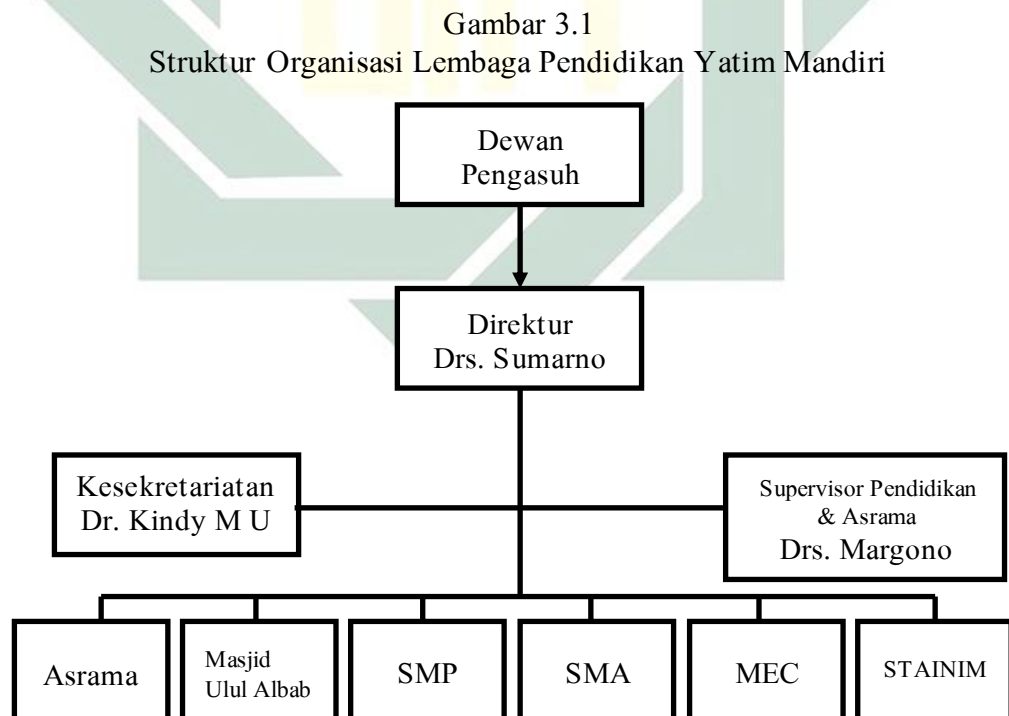 Gambar 3.1
Struktur Organisasi Lembaga Pendidikan Yatim Mandiri
Dewan
Pengasuh
Direktur
Drs. Sumarno
Kesekretariatan
Dr. Kindy M U
Supervisor Pendidikan
& Asrama
Drs. Margono
Asrama
Masjid
Ulul Albab
SMP
SMA
MEC
STAINIM